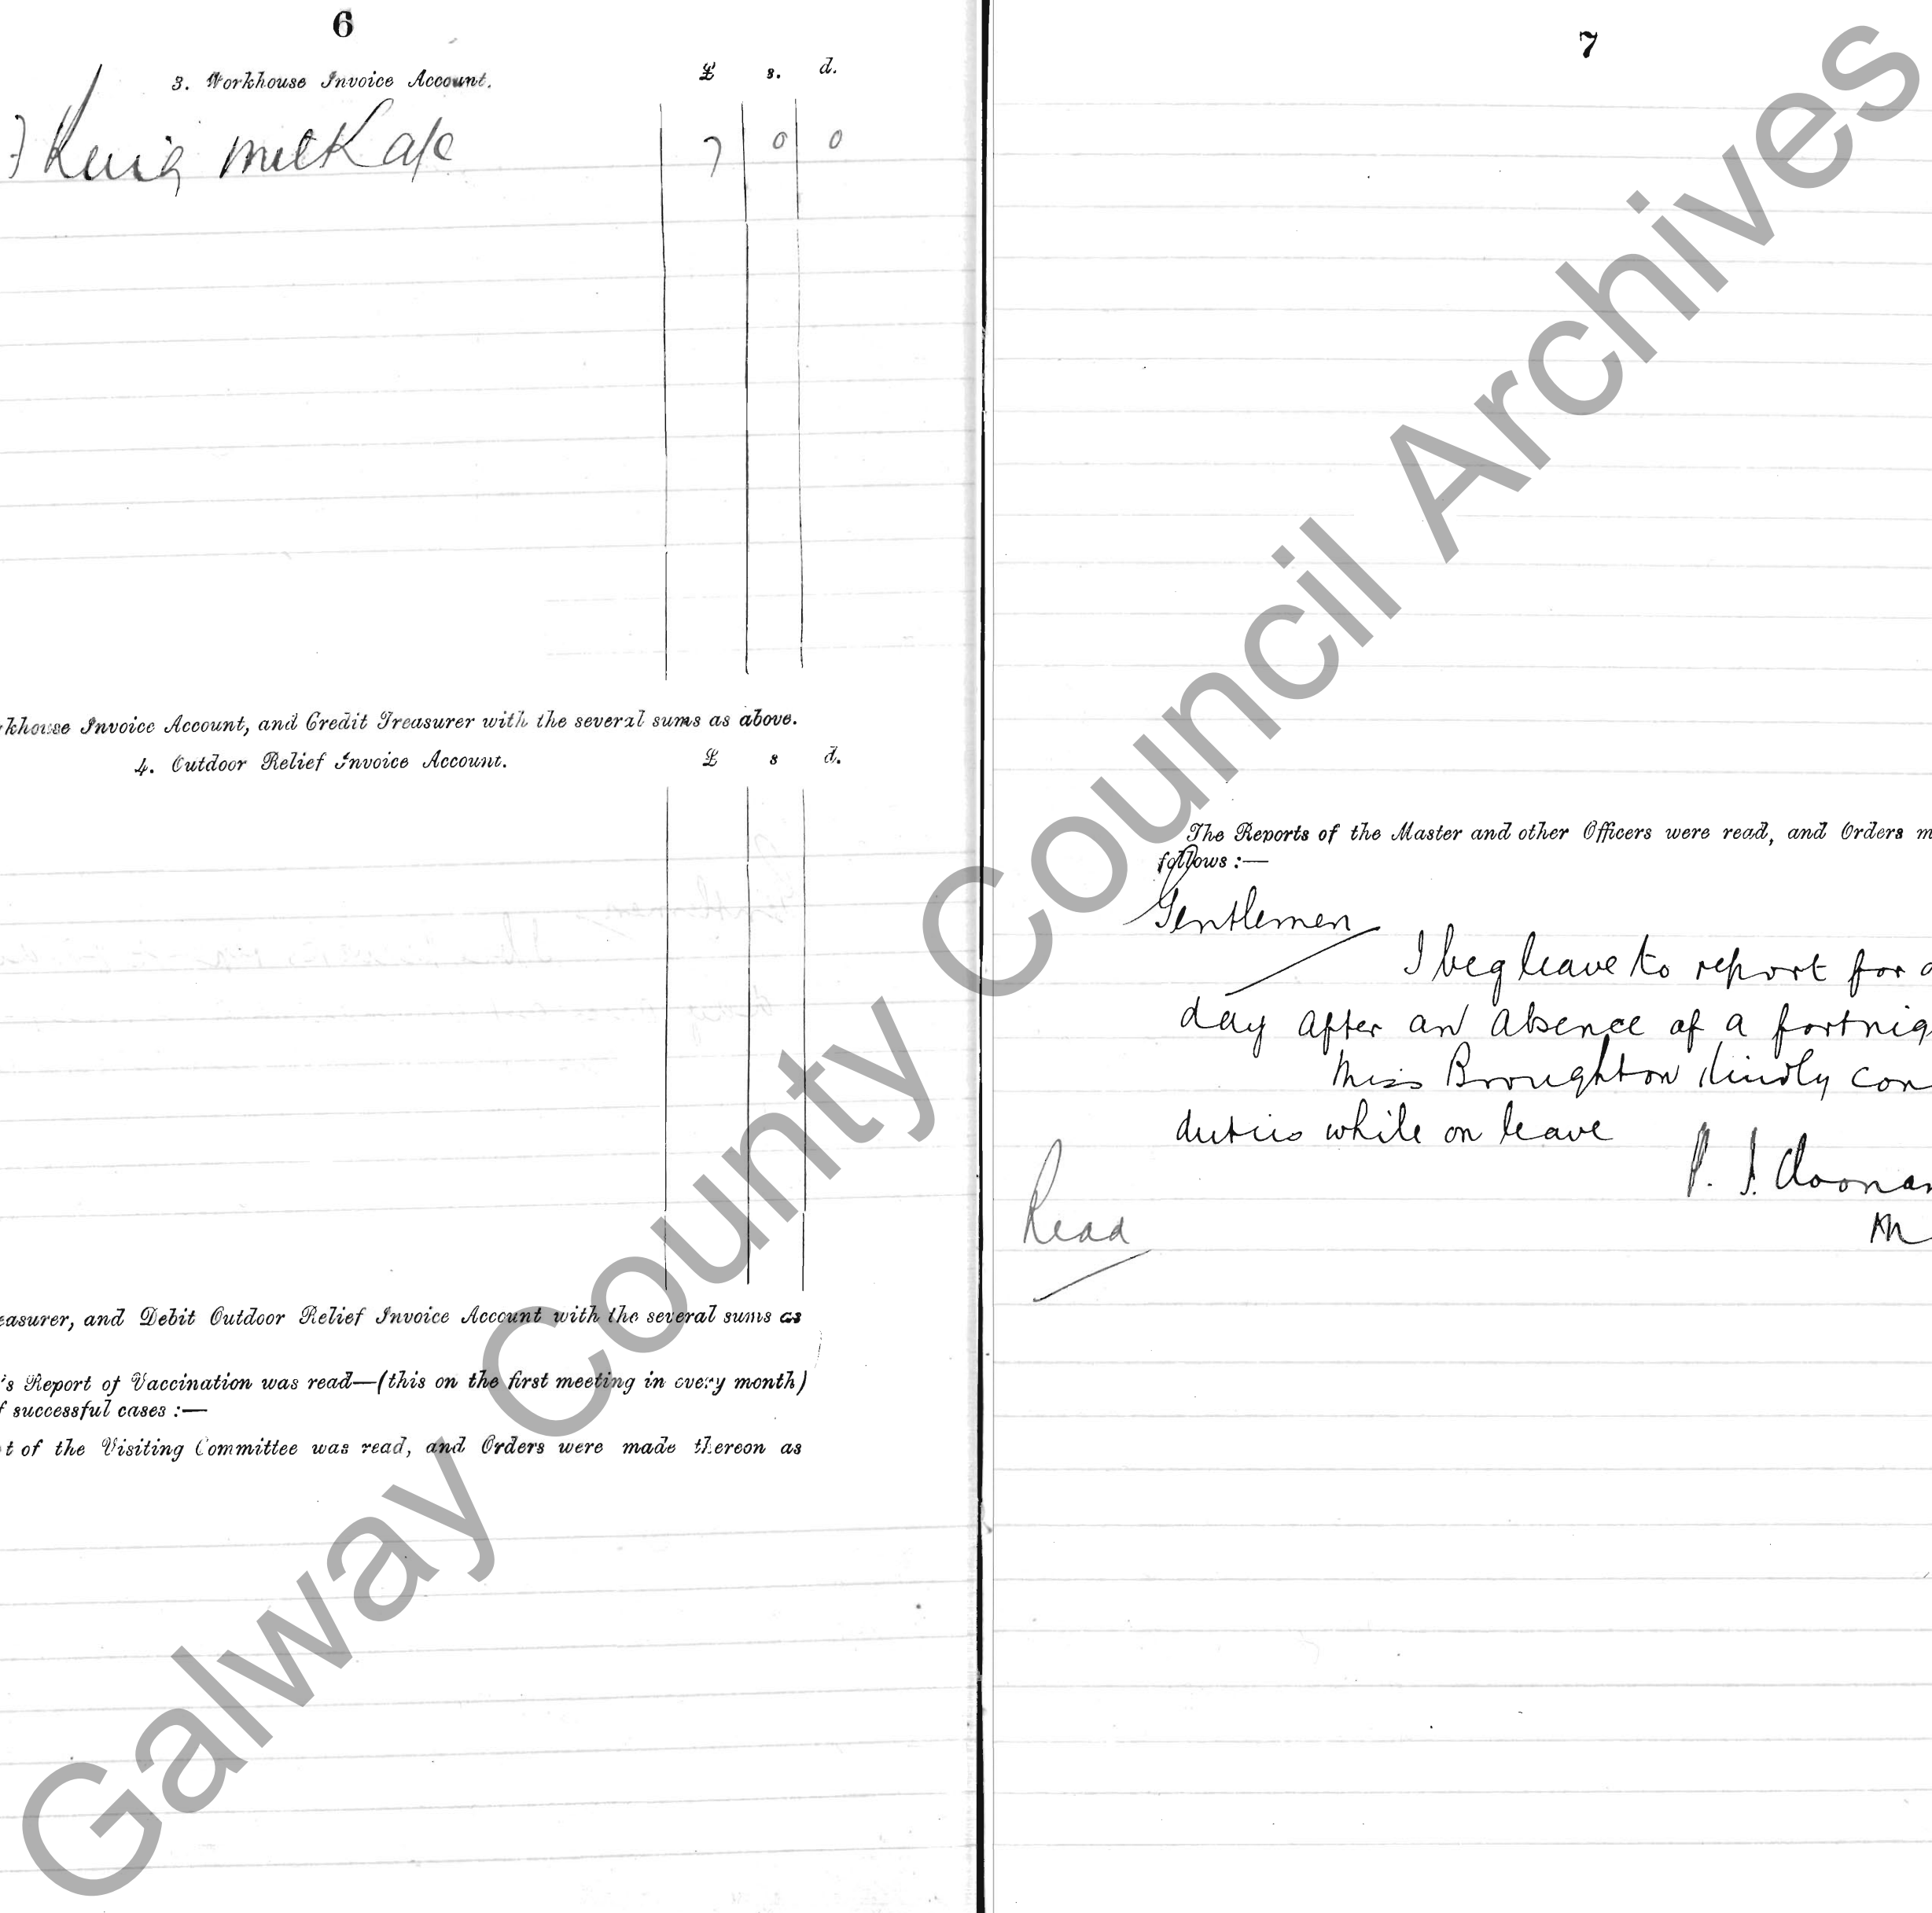 6
3. Workhouse Invoice Account. £ s. d.
milk a/c 7 0 0
khouse Invoice Account, and Credit Treasurer with the several sums as above.
4. Outdoor Relief Invoice Account. £ s d.
easurer, and Debit Outdoor Relief Invoice Account with the several sums as
's Report of Vaccination was read—(this on the first meeting in every month)
f successful cases :—
t of the Visiting Committee was read, and Orders were made thereon as
7
The Reports of the Master and other Officers were read, and Orders m
follows :—
Gentlemen
I beg leave to report for d
day after an absence of a fortnig
Miss Broughton kindly con
duties while on leave
P. J. Cloonan
M
Read
Galway County Council Archives